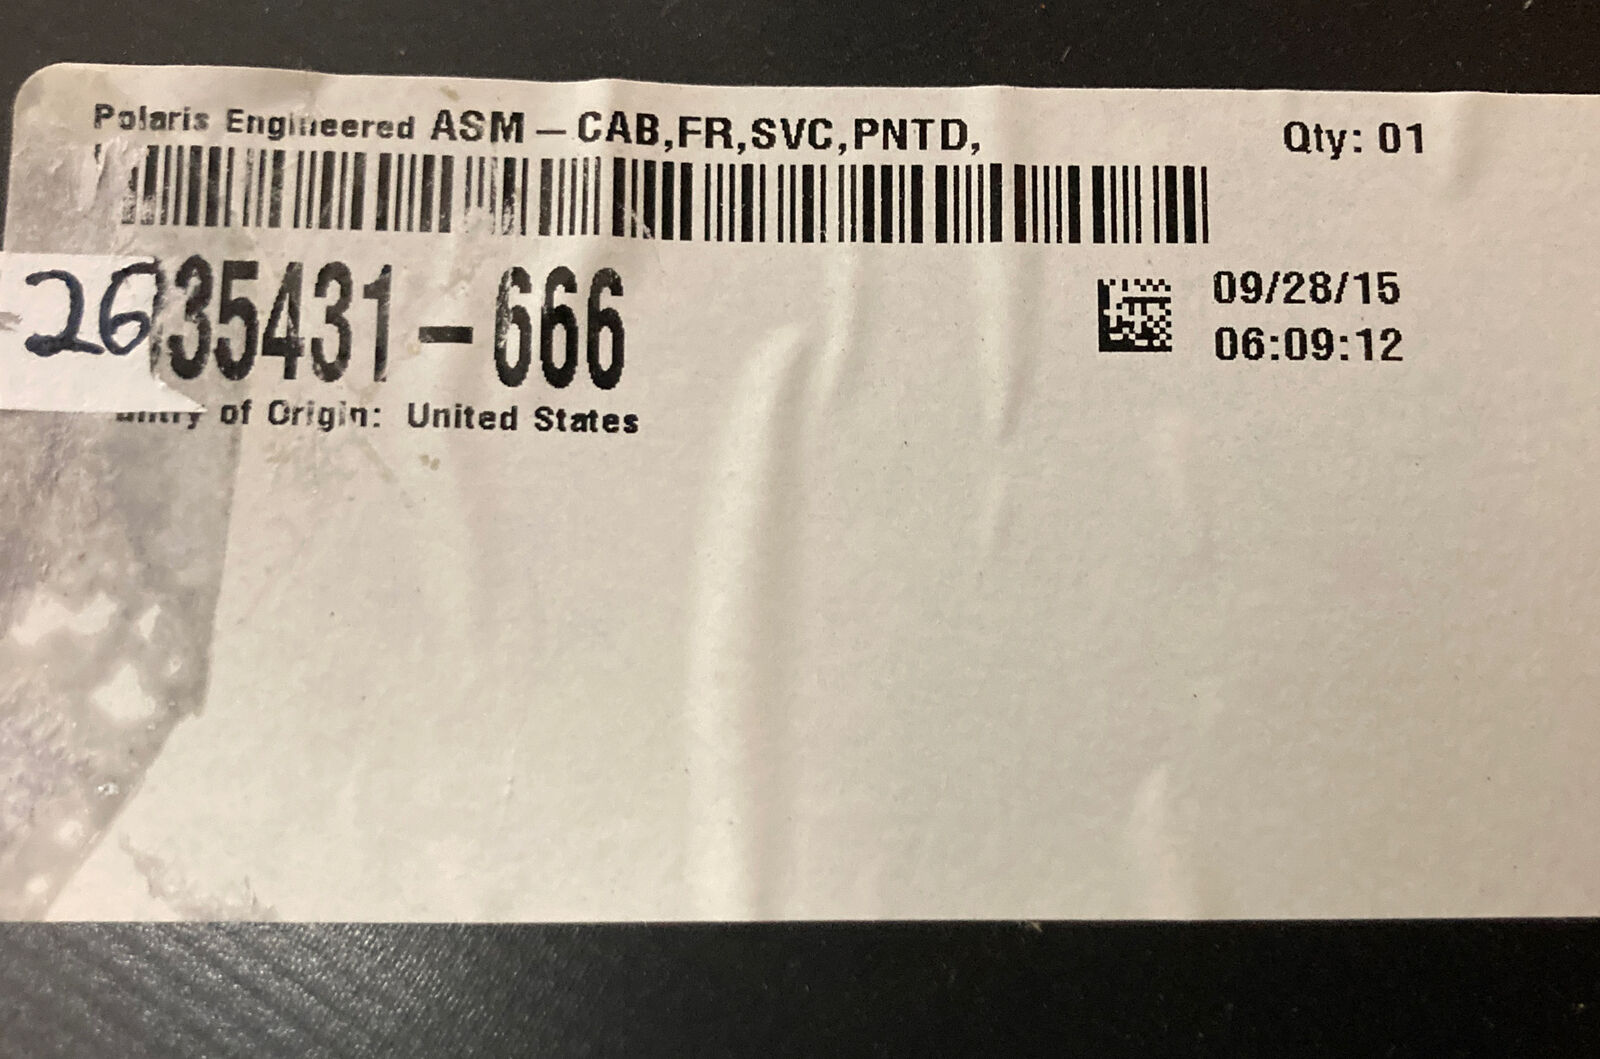 Polaris Engineered ASM – CAB,FR,SVC,PNTD,
Qty: 01
2635431-666
09/28/15
06:09:12
of Origin: United States